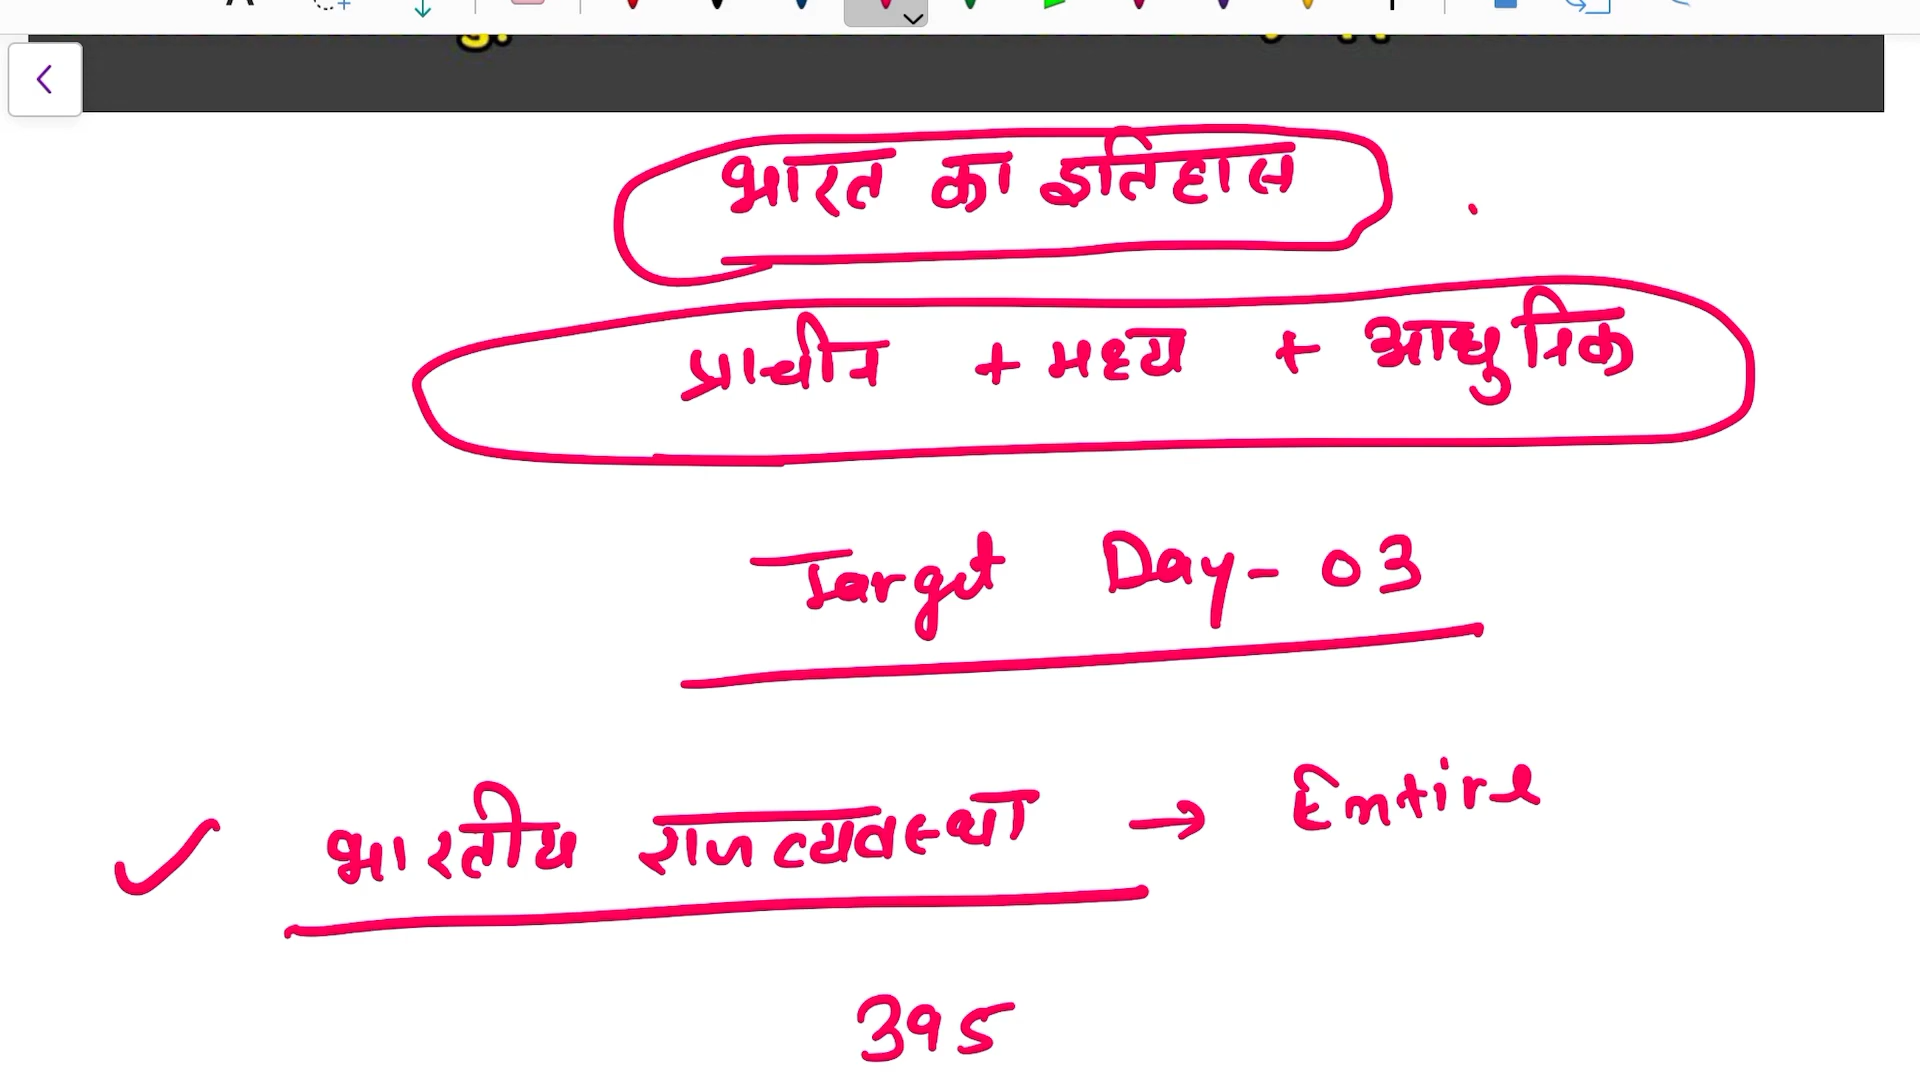 भारत का इतिहास
प्राचीन + मध्य + आधुनिक
Target Day - 03
भारतीय राजव्यवस्था → Entire
395